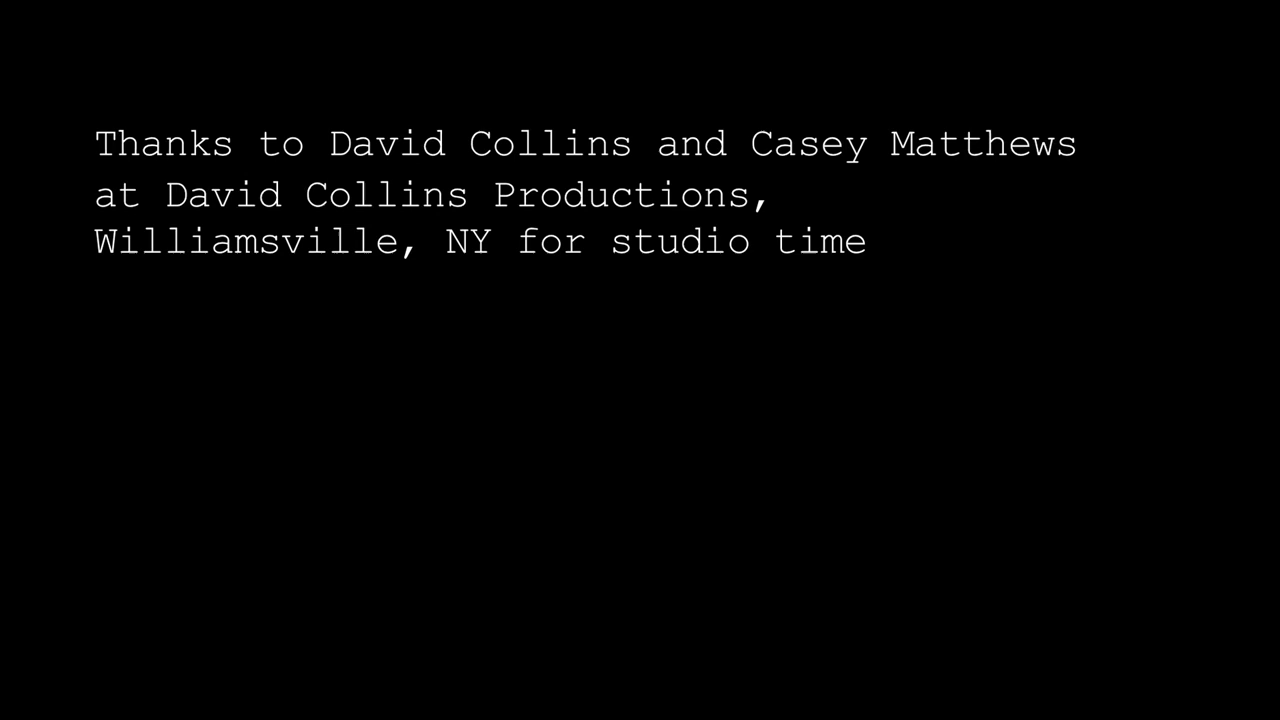 Thanks to David Collins and Casey Matthews
at David Collins Productions,
Williamsville, NY for studio time